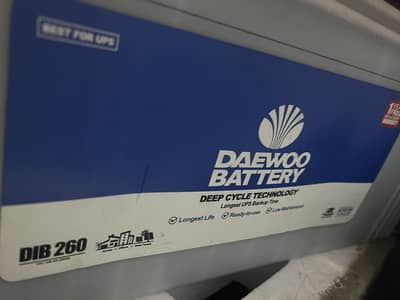 BEST FOR UPS
DAEWOO
BATTERY
DEEP CYCLE TECHNOLOGY
Longest UPS Backup Time
Longest Life Ready-to-use Low Maintenance
DIB 260